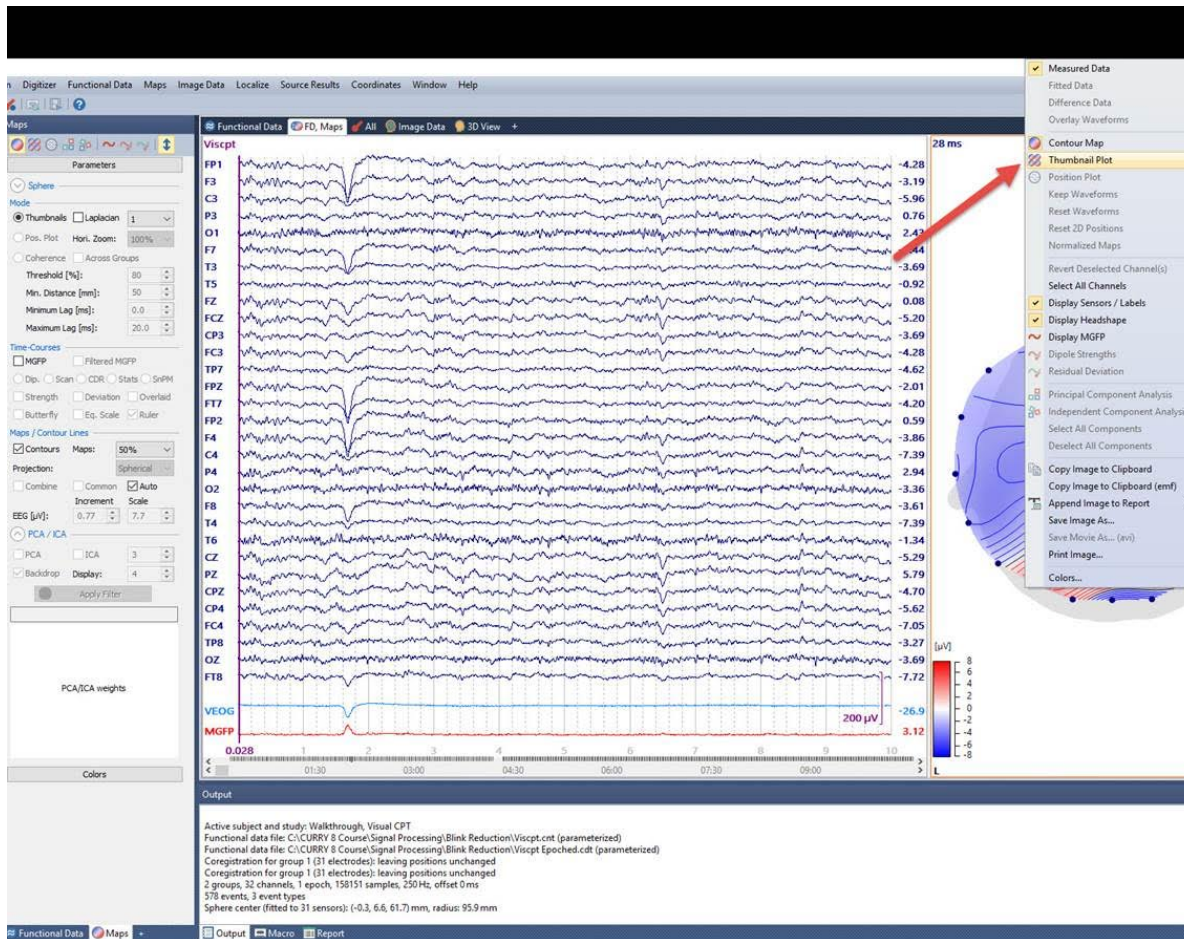 n Digitizer Functional Data Maps Image Data Localize Source Results Coordinates Window Help
Maps
Parameters
Sphere
Mode
Thumbnails Laplacian 1
Pos. Plot Hori. Zoom: 100%
Coherence Across Groups
Threshold [%]: 80
Min. Distance [mm]: 50
Minimum Lag [ms]: 0.0
Maximum Lag [ms]: 20.0
Time-Courses
MGFP Filtered MGFP
Dip. Scan CDR Stats SnPM
Strength Deviation Overlaid
Butterfly Eq. Scale Ruler
Maps / Contour Lines
Contours Maps: 50%
Projection: Spherical
Combine Common Auto
Increment Scale
EEG [µV]: 0.77 7.7
PCA / ICA
PCA ICA 3
Backdrop Display: 4
Apply Filter
PCA/ICA weights
Colors
Functional Data Maps +
Functional Data FD, Maps All Image Data 3D View +
Viscpt
FP1 -4.28
F3 -3.19
C3 -5.96
P3 0.76
O1 2.43
F7 .44
T3 -3.69
T5 -0.92
FZ 0.08
FCZ -5.20
CP3 -3.69
FC3 -4.28
TP7 -4.62
FPZ -2.01
FT7 -4.20
FP2 0.59
F4 -3.86
C4 -7.39
P4 2.94
O2 -3.36
F8 -3.61
T4 -7.39
T6 -1.34
CZ -5.29
PZ 5.79
CPZ -4.70
CP4 -5.62
FC4 -7.05
TP8 -3.27
OZ -3.69
FT8 -7.72
VEOG -26.9
200 µV
MGFP 3.12
0.028 1 2 3 4 5 6 7 8 9 10
01:30 03:00 04:30 06:00 07:30 09:00
28 ms
[µV]
8
6
4
2
0
-2
-4
-6
-8
L
Measured Data
Fitted Data
Difference Data
Overlay Waveforms
Contour Map
Thumbnail Plot
Position Plot
Keep Waveforms
Reset Waveforms
Reset 2D Positions
Normalized Maps
Revert Deselected Channel(s)
Select All Channels
Display Sensors / Labels
Display Headshape
Display MGFP
Dipole Strengths
Residual Deviation
Principal Component Analysis
Independent Component Analysi
Select All Components
Deselect All Components
Copy Image to Clipboard
Copy Image to Clipboard (emf)
Append Image to Report
Save Image As...
Save Movie As... (avi)
Print Image...
Colors...
Output
Active subject and study: Walkthrough, Visual CPT
Functional data file: C:\CURRY 8 Course\Signal Processing\Blink Reduction\Viscpt.cnt (parameterized)
Functional data file: C:\CURRY 8 Course\Signal Processing\Blink Reduction\Viscpt Epoched.cdt (parameterized)
Coregistration for group 1 (31 electrodes): leaving positions unchanged
Coregistration for group 1 (31 electrodes): leaving positions unchanged
2 groups, 32 channels, 1 epoch, 158151 samples, 250 Hz, offset 0 ms
578 events, 3 event types
Sphere center (fitted to 31 sensors): (-0.3, 6.6, 61.7) mm, radius: 95.9 mm
Output Macro Report